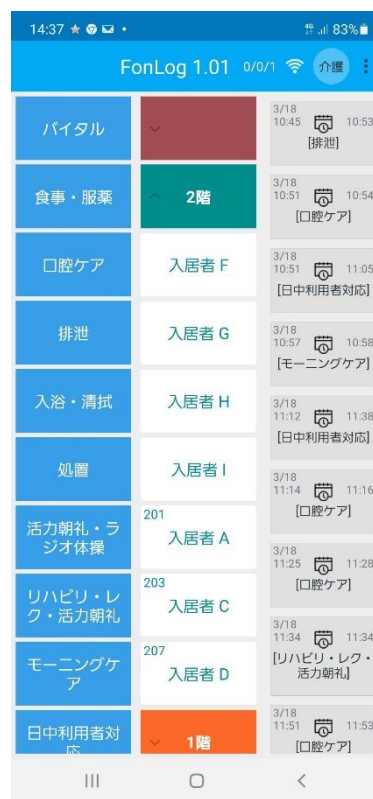 14:37
83%
FonLog 1.01 0/0/1 介護
バイタル
食事・服薬
口腔ケア
排泄
入浴・清拭
処置
活力朝礼・ラ
ジオ体操
リハビリ・レ
ク・活力朝礼
モーニングケ
ア
日中利用者対
応
2階
入居者 F
入居者 G
入居者 H
入居者 I
201
入居者 A
203
入居者 C
207
入居者 D
1階
3/18
10:45 10:53
[排泄]
3/18
10:51 10:54
[口腔ケア]
3/18
10:51 11:05
[日中利用者対応]
3/18
10:57 10:58
[モーニングケア]
3/18
11:12 11:38
[日中利用者対応]
3/18
11:14 11:16
[口腔ケア]
3/18
11:25 11:28
[口腔ケア]
3/18
11:34 11:34
[リハビリ・レク・
活力朝礼]
3/18
11:51 11:53
[口腔ケア]